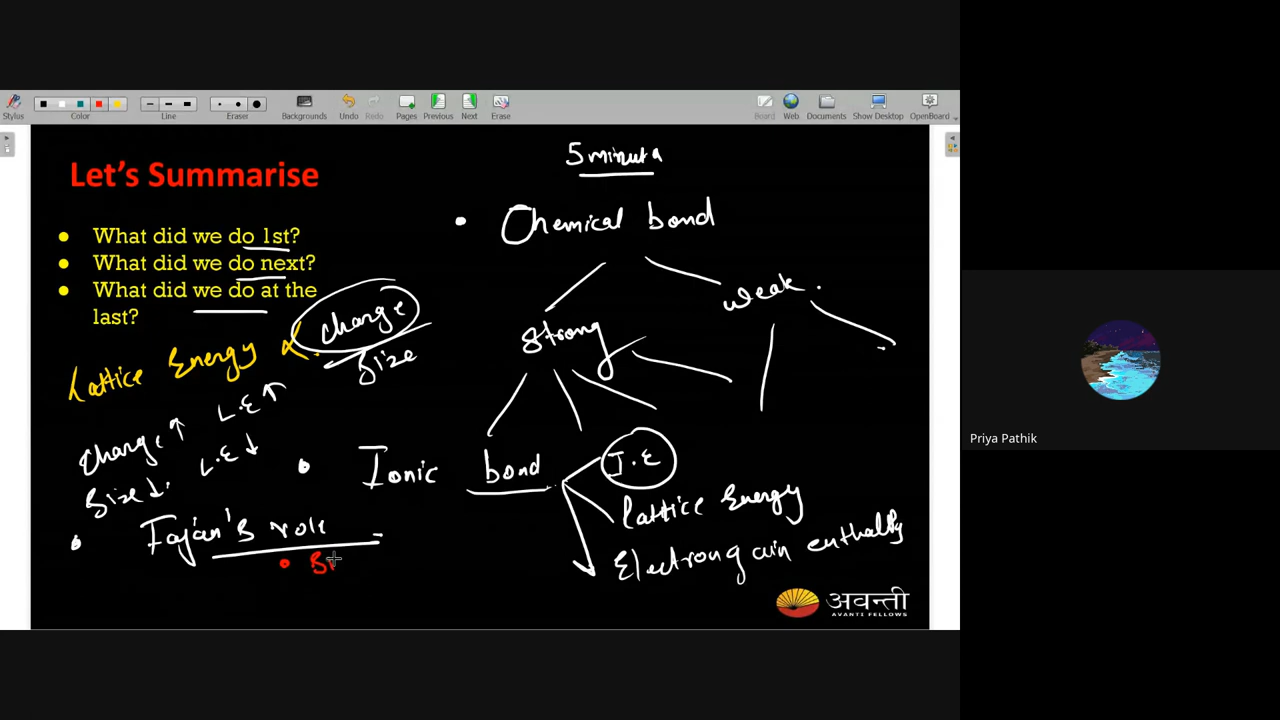 Stylus
Color
Line
Eraser
Backgrounds
Undo
Redo
Pages
Previous
Next
Erase
Board
Web
Documents
Show Desktop
OpenBoard
Let's Summarise
What did we do 1st?
What did we do next?
What did we do at the
last?
5 minuta
Chemical bond
Strong
weak.
Lattice Energy ∝
charge
Size
Charge ↑ L.E ↑
Size ↓ L.E ↓
Ionic bond
I.E
Lattice Energy
Electron gain enthalpy
Fajan's role
अवन्ती
AVANTI FELLOWS
Priya Pathik